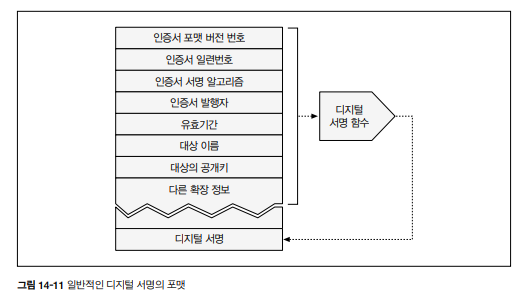 인증서 포맷 버전 번호
인증서 일련번호
인증서 서명 알고리즘
인증서 발행자
유효기간
대상 이름
대상의 공개키
다른 확장 정보
디지털 서명
디지털
서명 함수
그림 14-11 일반적인 디지털 서명의 포맷